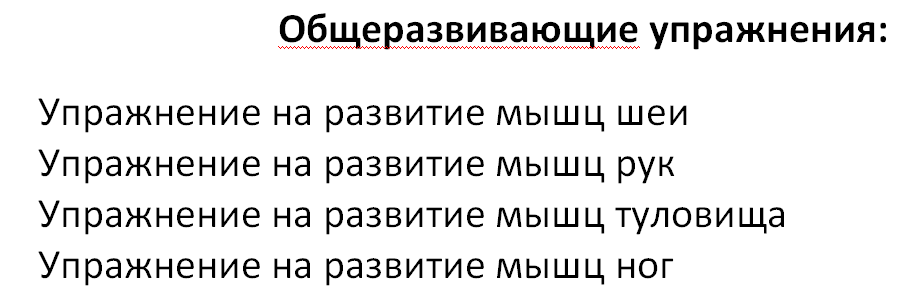 Общеразвивающие упражнения:
Упражнение на развитие мышц шеи
Упражнение на развитие мышц рук
Упражнение на развитие мышц туловища
Упражнение на развитие мышц ног